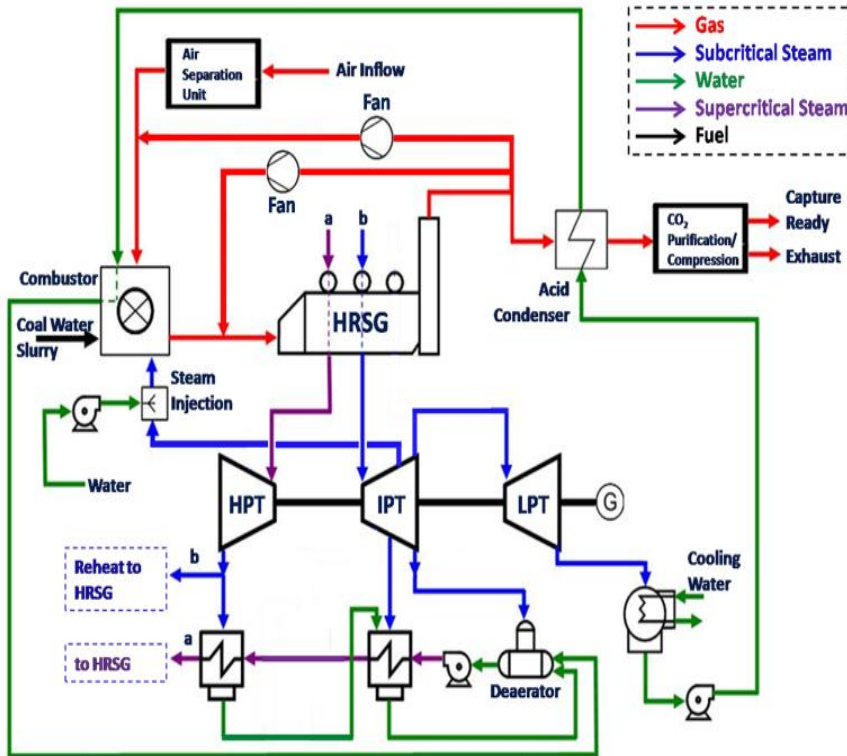 Gas
Subcritical Steam
Water
Supercritical Steam
Fuel
Air
Separation
Unit
Air Inflow
Fan
Fan
a
b
Capture
Ready
CO₂
Purification/
Compression
Exhaust
Combustor
HRSG
Acid
Condenser
Coal Water
Slurry
Steam
Injection
Water
HPT
IPT
LPT
G
b
Reheat to
HRSG
Cooling
Water
a
to HRSG
Deaerator